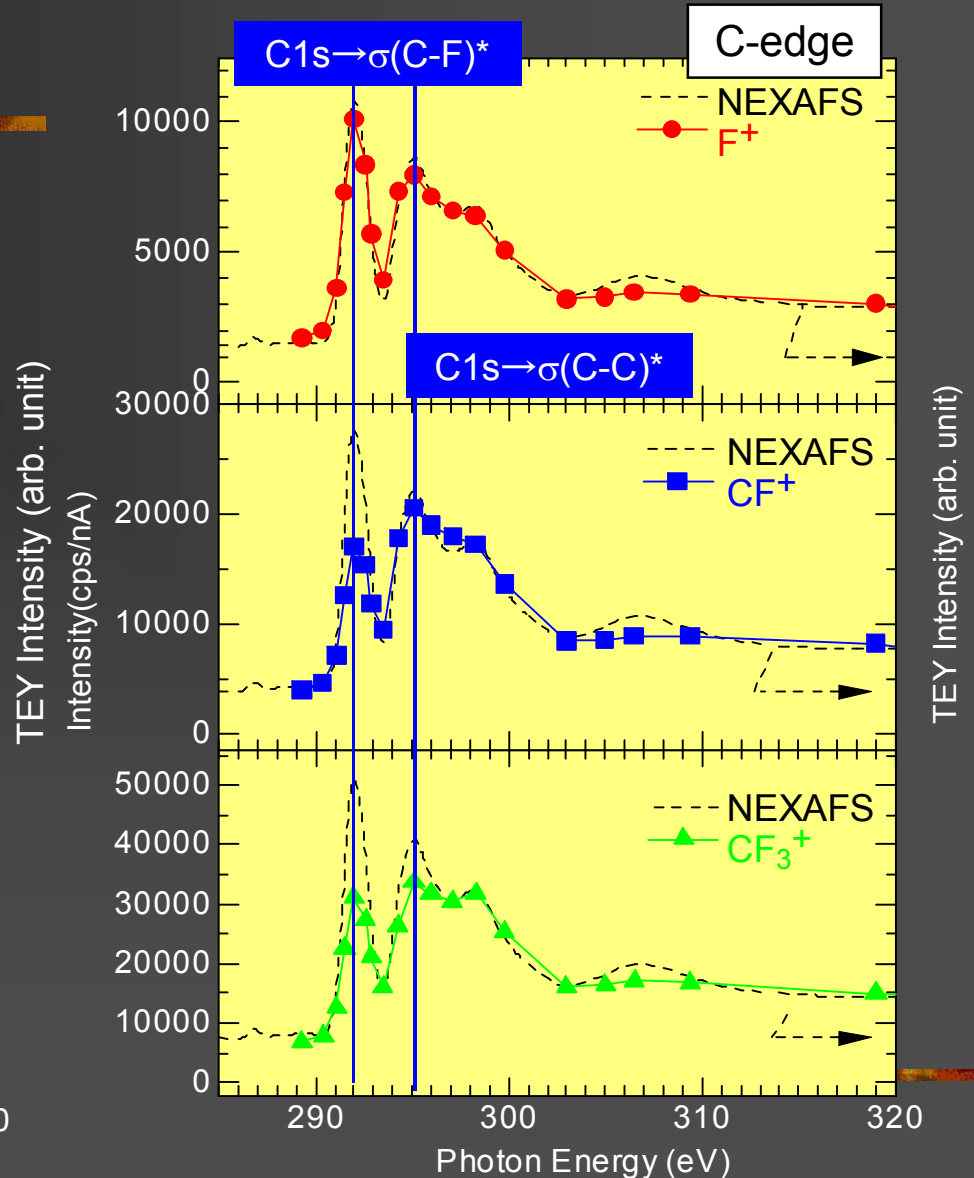 C1s→σ(C-F)*
C-edge
NEXAFS
F⁺
10000
5000
0
C1s→σ(C-C)*
30000
NEXAFS
CF⁺
20000
10000
0
NEXAFS
CF₃⁺
50000
40000
30000
20000
10000
0
290
300
310
320
Photon Energy (eV)
TEY Intensity (arb. unit)
Intensity(cps/nA)
TEY Intensity (arb. unit)
0